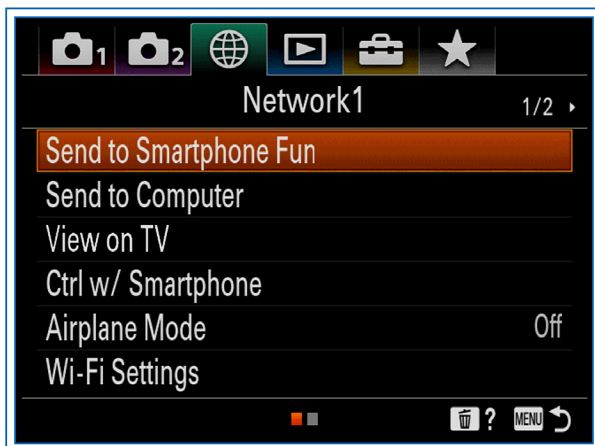 1 2
Network1 1/2
Send to Smartphone Fun
Send to Computer
View on TV
Ctrl w/ Smartphone
Airplane Mode Off
Wi-Fi Settings
? MENU